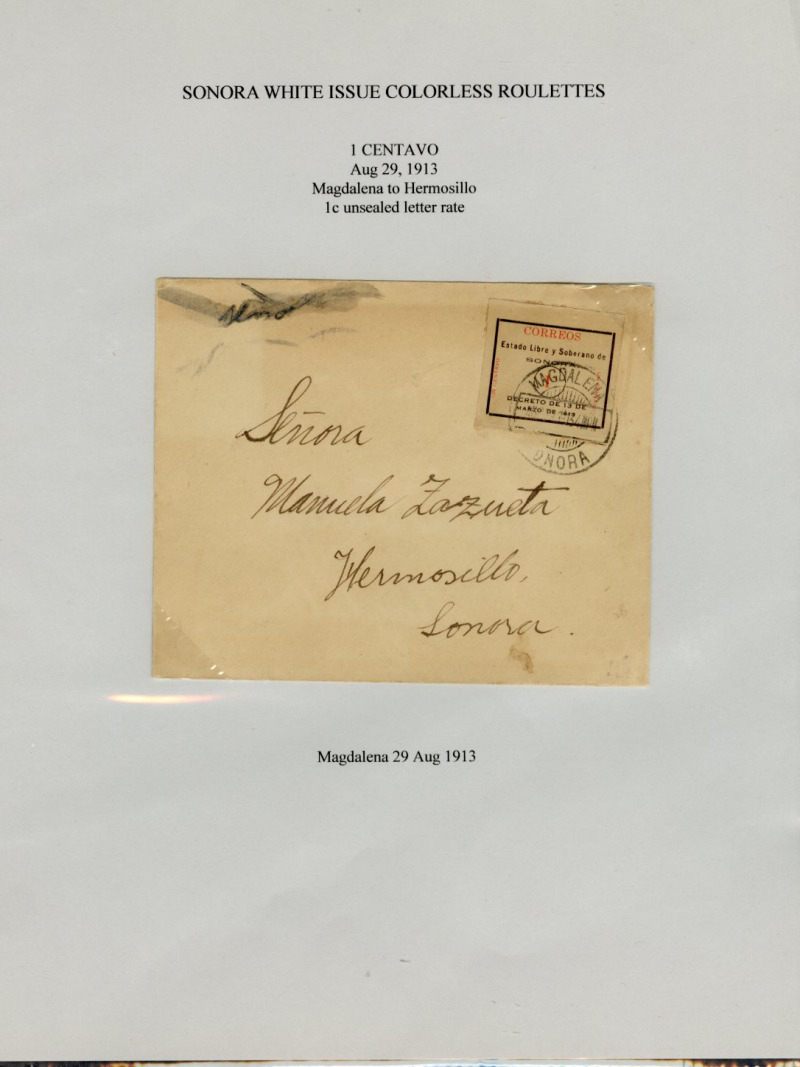 SONORA WHITE ISSUE COLORLESS ROULETTES
1 CENTAVO
Aug 29, 1913
Magdalena to Hermosillo
1c unsealed letter rate
CORREOS
Estado Libre y Soberano de
SONORA
DECRETO DE 13 DE
MARZO DE 1913
MAGDALENA
SONORA
Señora
Manuela Zazueta
Hermosillo,
Sonora.
Magdalena 29 Aug 1913